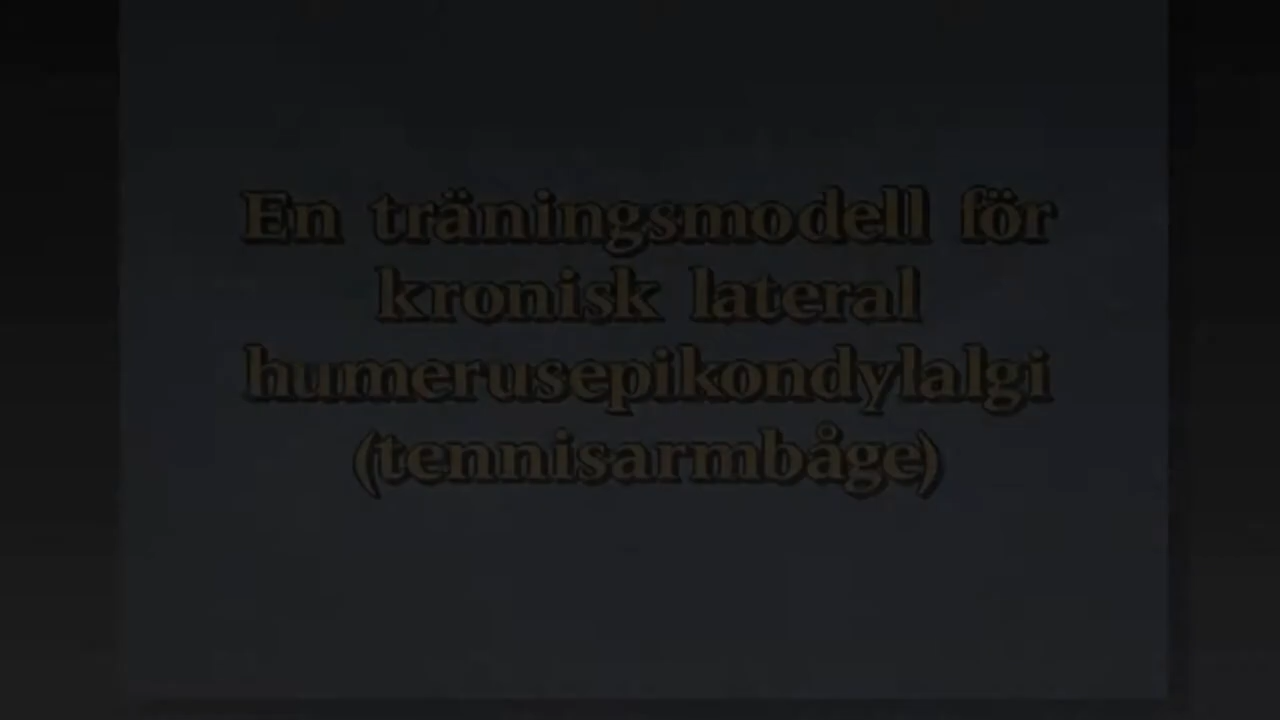 En träningsmodell för
kronisk lateral
humerusepikondylalgi
(tennisarmbåge)